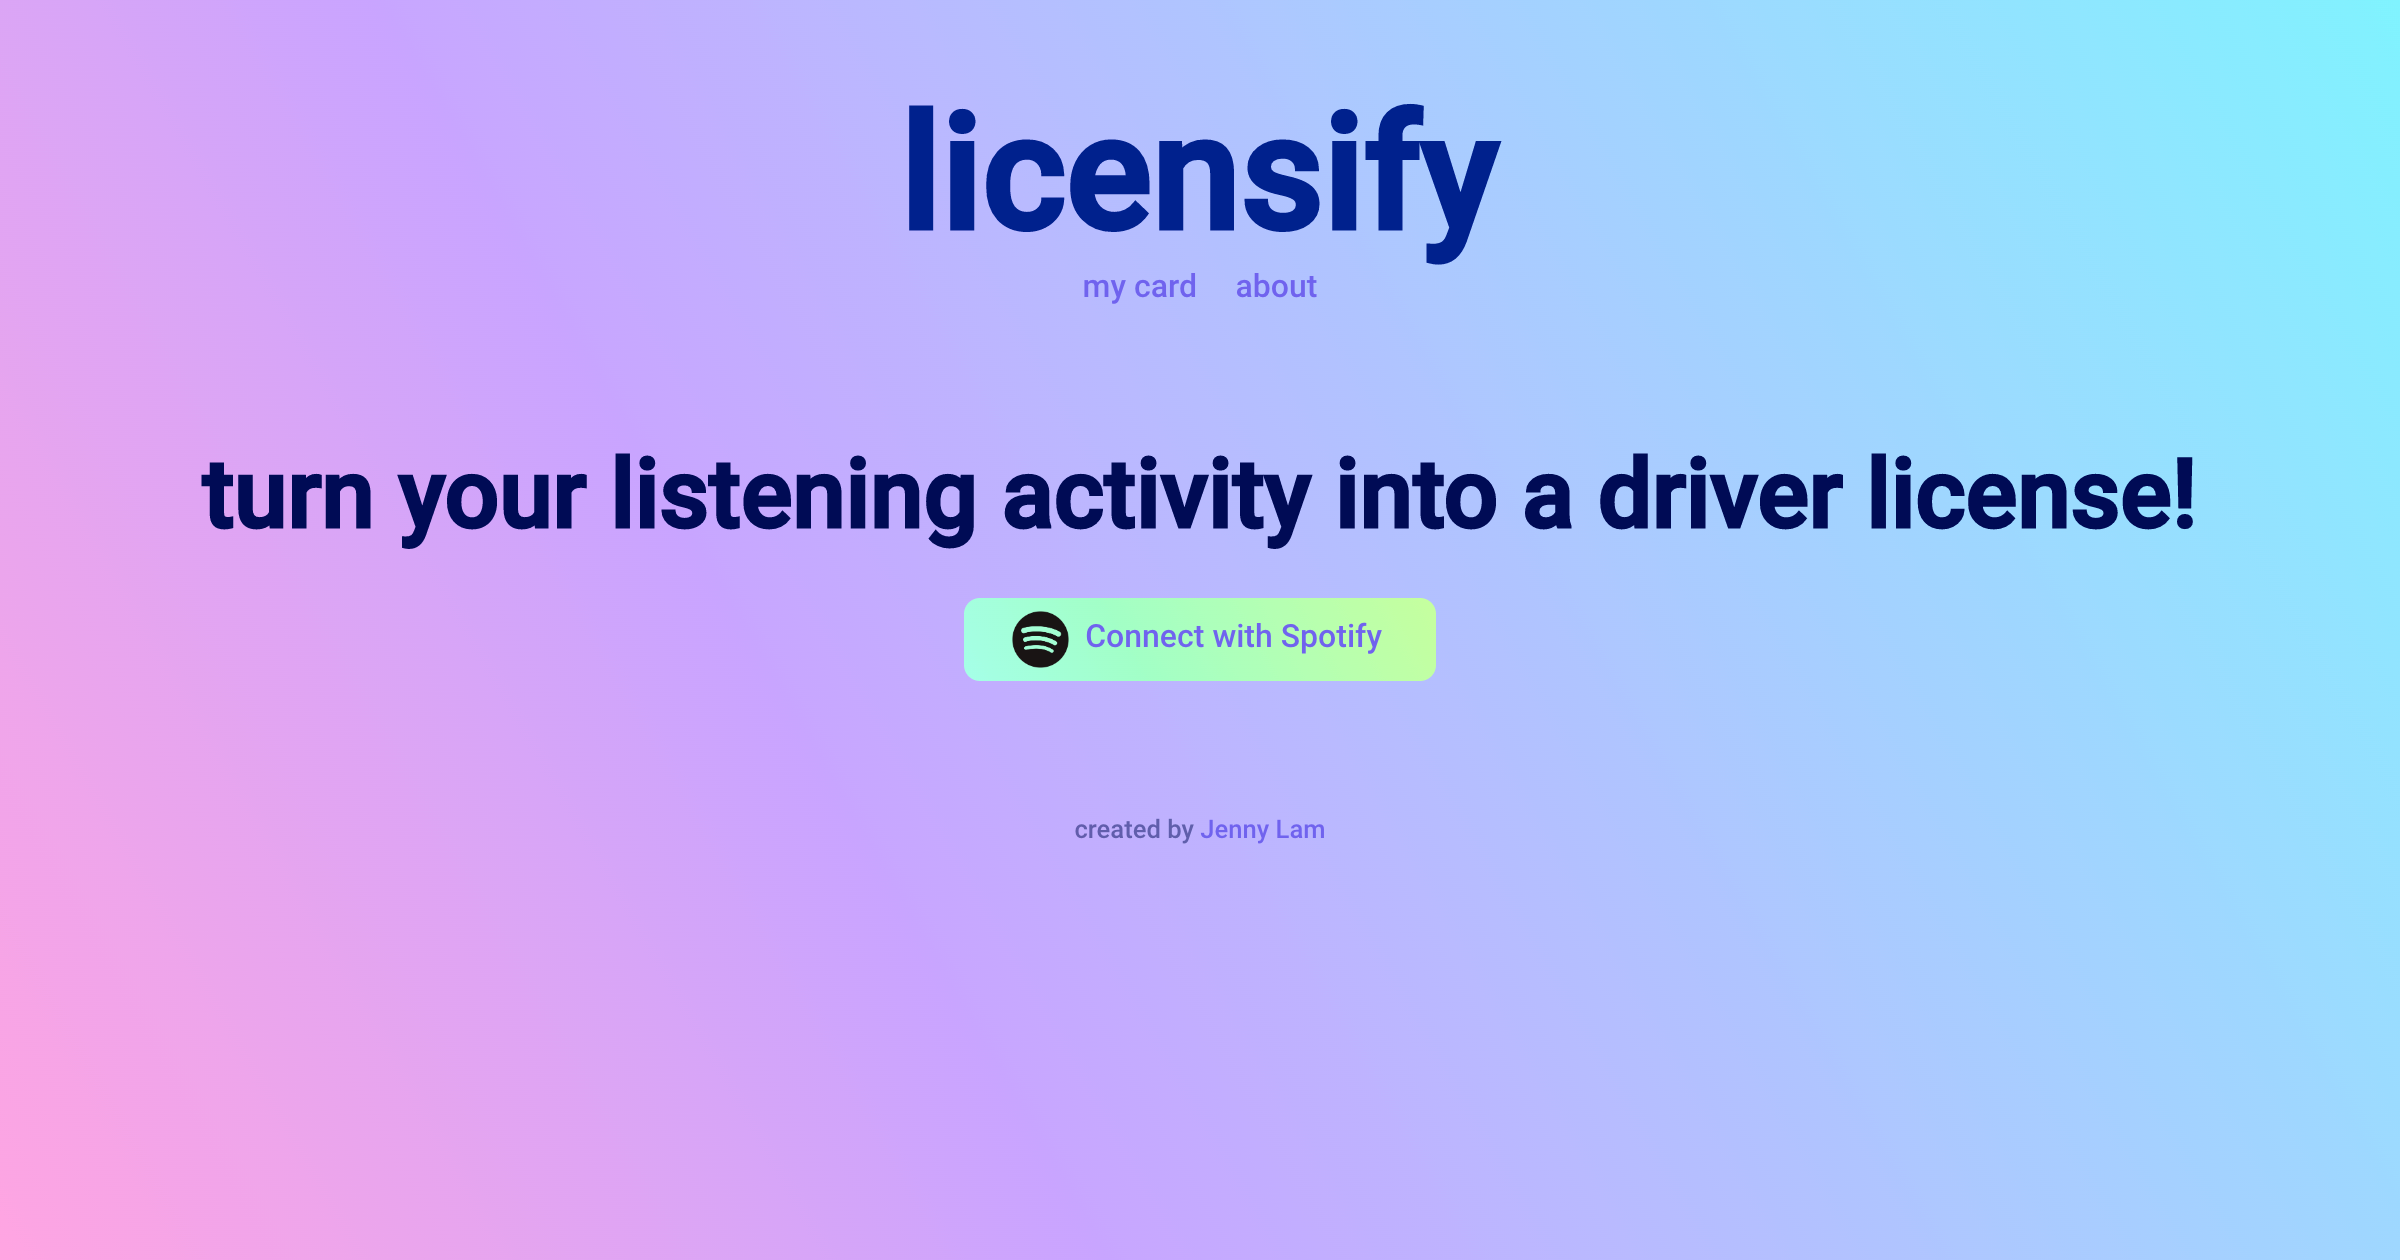 licensify
my card about
turn your listening activity into a driver license!
Connect with Spotify
created by Jenny Lam